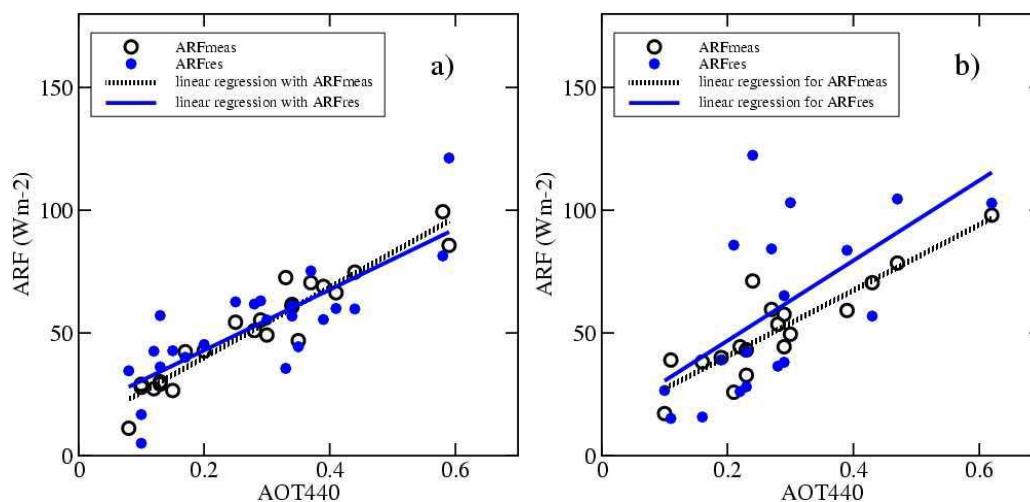 ARFmeas
ARFres
linear regression with ARFmeas
linear regression with ARFres
a)
150
100
50
0
ARF (Wm-2)
0
0.2
0.4
0.6
AOT440
ARFmeas
ARFres
linear regression for ARFmeas
linear regression for ARFres
b)
150
100
50
0
ARF (Wm-2)
0
0.2
0.4
0.6
AOT440